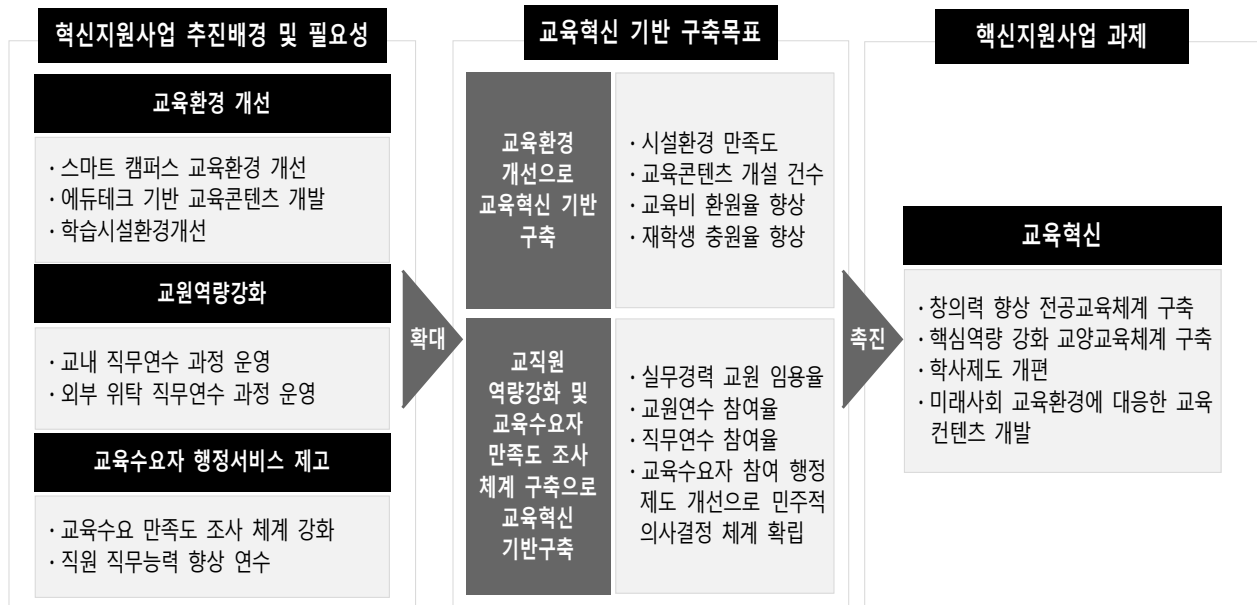 혁신지원사업 추진배경 및 필요성
교육환경 개선
· 스마트 캠퍼스 교육환경 개선
· 에듀테크 기반 교육콘텐츠 개발
· 학습시설환경개선
교원역량강화
· 교내 직무연수 과정 운영
· 외부 위탁 직무연수 과정 운영
교육수요자 행정서비스 제고
· 교육수요 만족도 조사 체계 강화
· 직원 직무능력 향상 연수
확대
교육혁신 기반 구축목표
교육환경
개선으로
교육혁신 기반
구축
· 시설환경 만족도
· 교육콘텐츠 개설 건수
· 교육비 환원율 향상
· 재학생 충원율 향상
교직원
역량강화 및
교육수요자
만족도 조사
체계 구축으로
교육혁신
기반구축
· 실무경력 교원 임용율
· 교원연수 참여율
· 직무연수 참여율
· 교육수요자 참여 행정
제도 개선으로 민주적
의사결정 체계 확립
촉진
핵신지원사업 과제
교육혁신
· 창의력 향상 전공교육체계 구축
· 핵심역량 강화 교양교육체계 구축
· 학사제도 개편
· 미래사회 교육환경에 대응한 교육
컨텐츠 개발